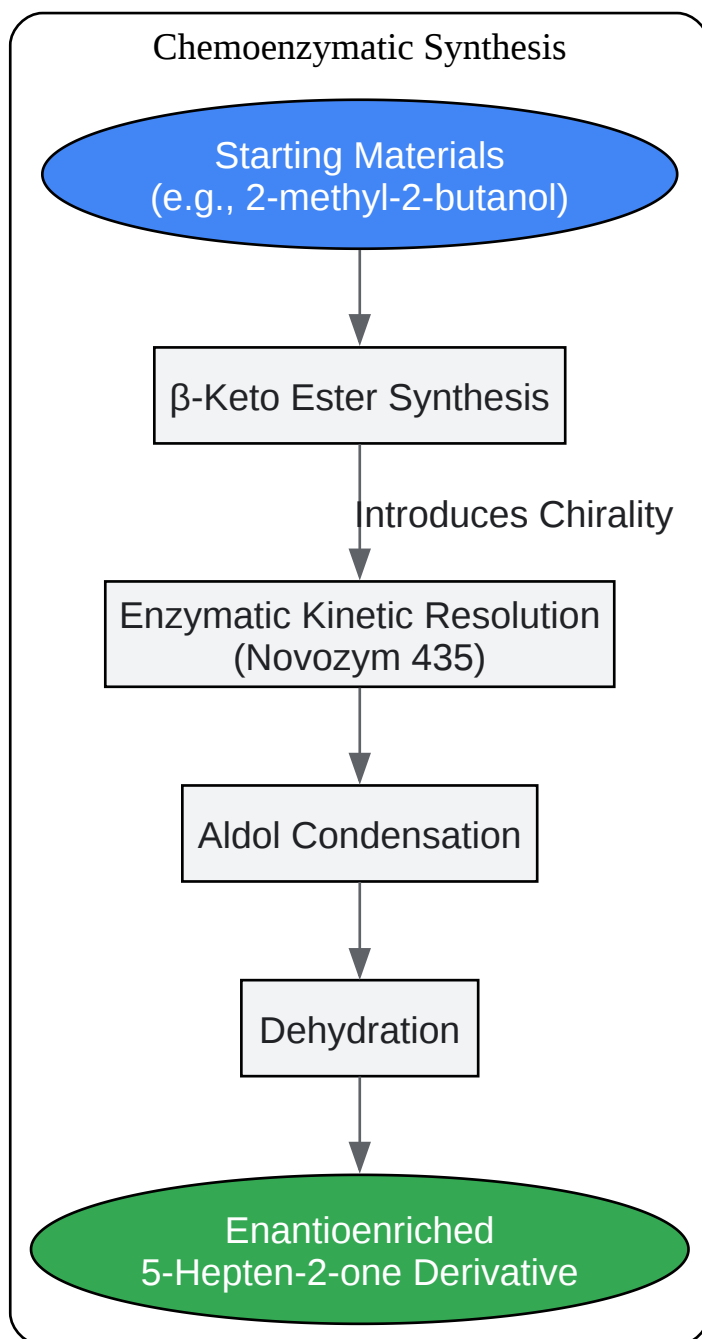 Chemoenzymatic Synthesis
Starting Materials
(e.g., 2-methyl-2-butanol)
β-Keto Ester Synthesis
Introduces Chirality
Enzymatic Kinetic Resolution
(Novozym 435)
Aldol Condensation
Dehydration
Enantioenriched
5-Hepten-2-one Derivative